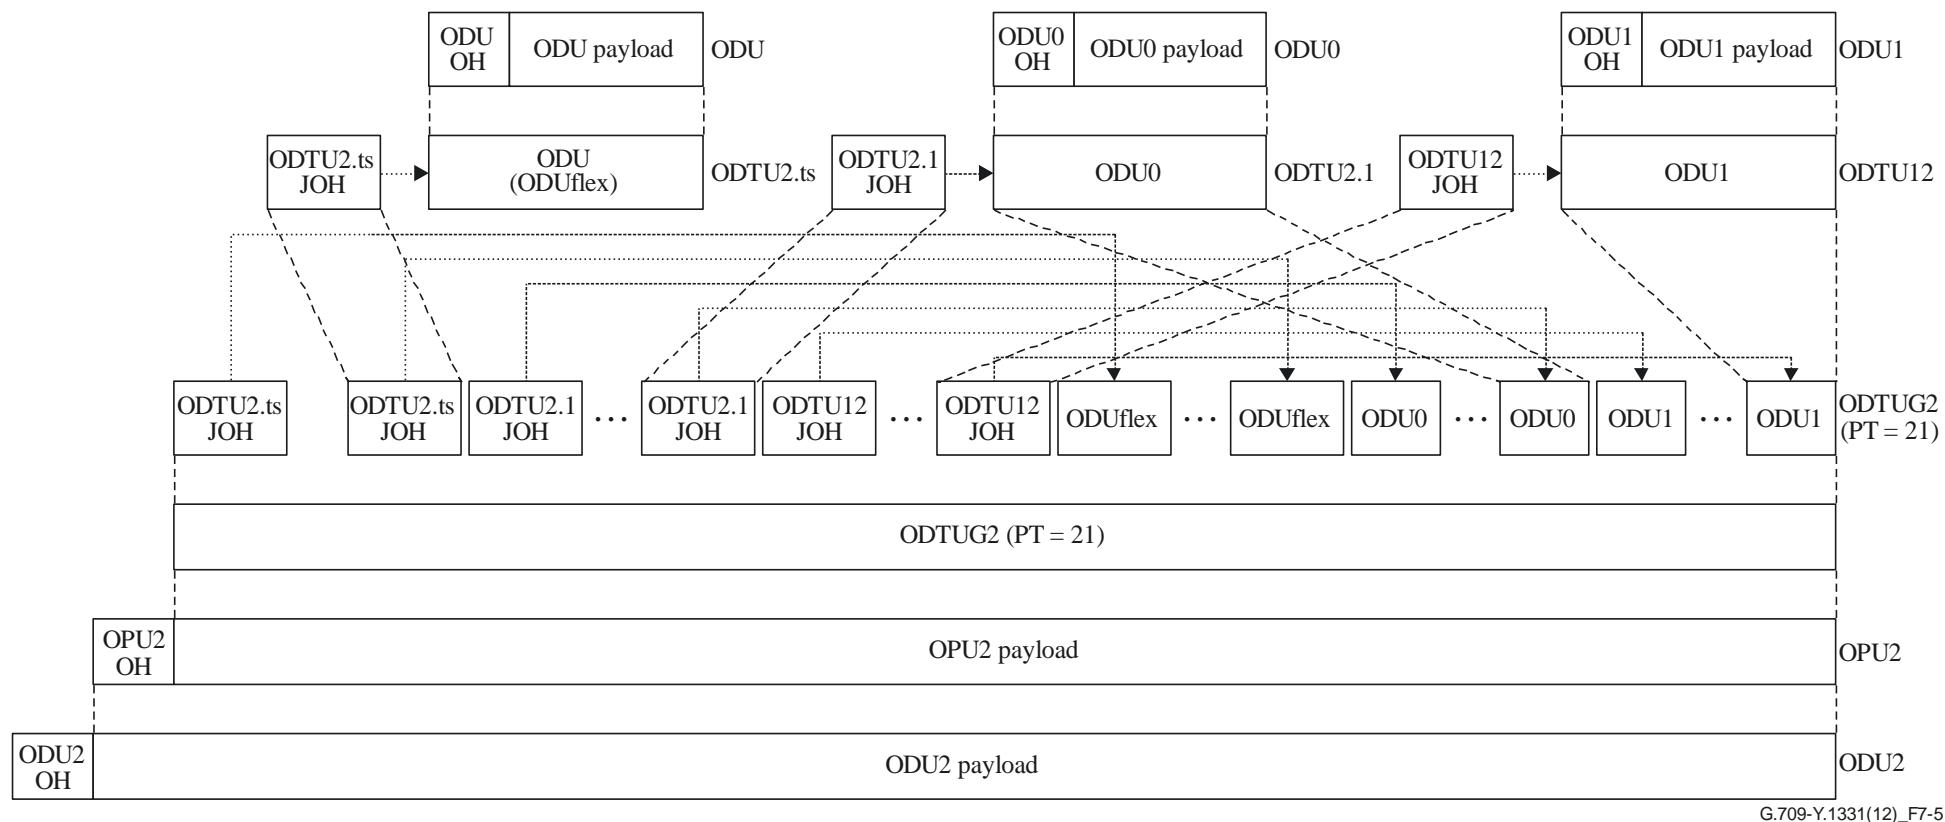 ODU
OH
ODU payload
ODU
ODU0
OH
ODU0 payload
ODU0
ODU1
OH
ODU1 payload
ODU1
ODTU2.ts
JOH
ODU
(ODUflex)
ODTU2.ts
ODTU2.1
JOH
ODU0
ODTU2.1
ODTU12
JOH
ODU1
ODTU12
ODTU2.ts
JOH
ODTU2.ts
JOH
ODTU2.1
JOH
...
ODTU2.1
JOH
ODTU12
JOH
...
ODTU12
JOH
ODUflex
...
ODUflex
ODU0
...
ODU0
ODU1
...
ODU1
ODTUG2
(PT = 21)
ODTUG2 (PT = 21)
OPU2
OH
OPU2 payload
OPU2
ODU2
OH
ODU2 payload
ODU2
G.709-Y.1331(12)_F7-5